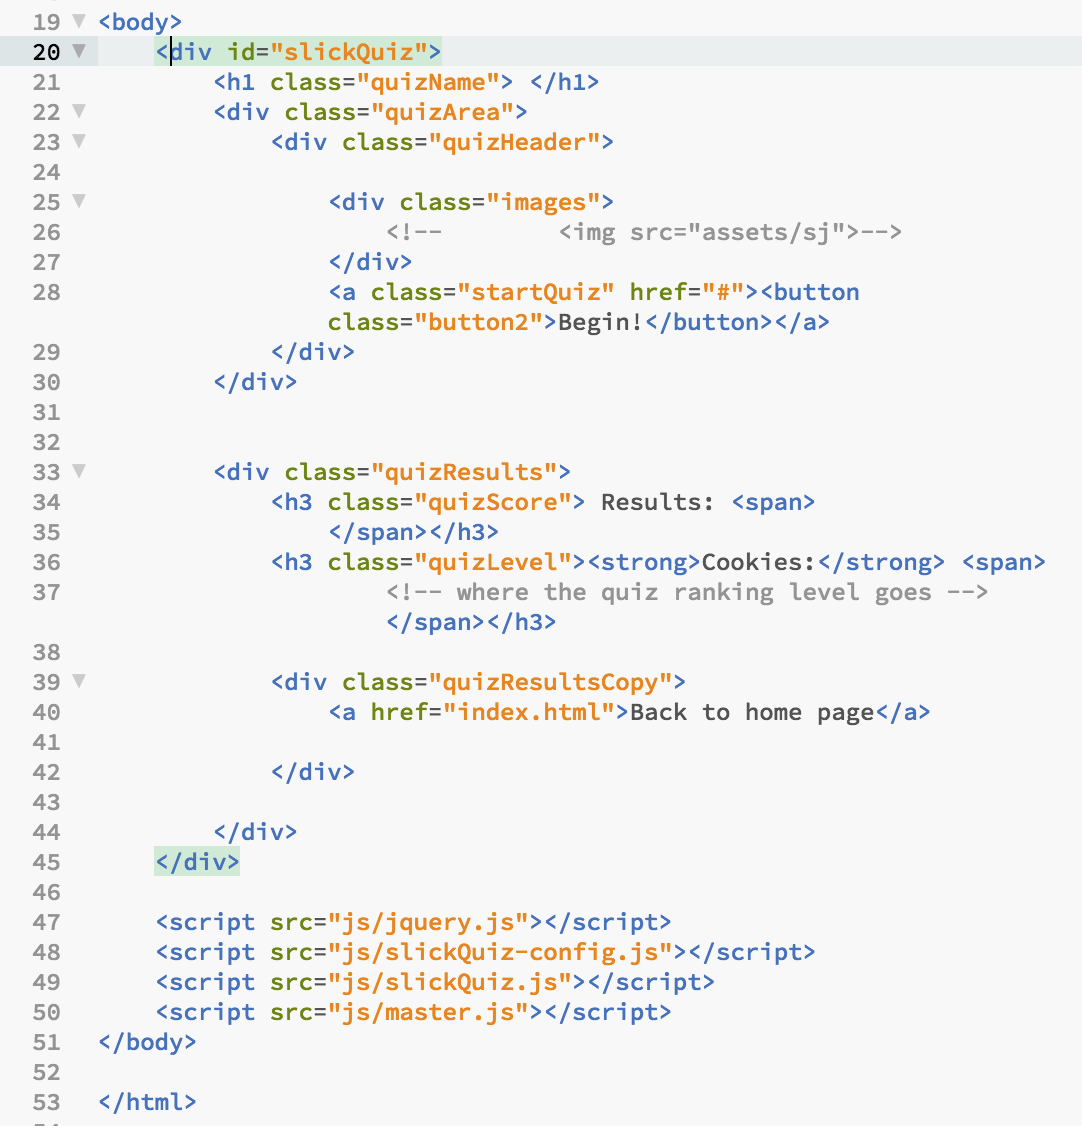 19 <body>
20 <div id="slickQuiz">
21 <h1 class="quizName"> </h1>
22 <div class="quizArea">
23 <div class="quizHeader">
24
25 <div class="images">
26 <!-- <img src="assets/sj">-->
27 </div>
28 <a class="startQuiz" href="#"><button
class="button2">Begin!</button></a>
29 </div>
30 </div>
31
32
33 <div class="quizResults">
34 <h3 class="quizScore"> Results: <span>
35 </span></h3>
36 <h3 class="quizLevel"><strong>Cookies:</strong> <span>
37 <!-- where the quiz ranking level goes -->
</span></h3>
38
39 <div class="quizResultsCopy">
40 <a href="index.html">Back to home page</a>
41
42 </div>
43
44 </div>
45 </div>
46
47 <script src="js/jquery.js"></script>
48 <script src="js/slickQuiz-config.js"></script>
49 <script src="js/slickQuiz.js"></script>
50 <script src="js/master.js"></script>
51 </body>
52
53 </html>